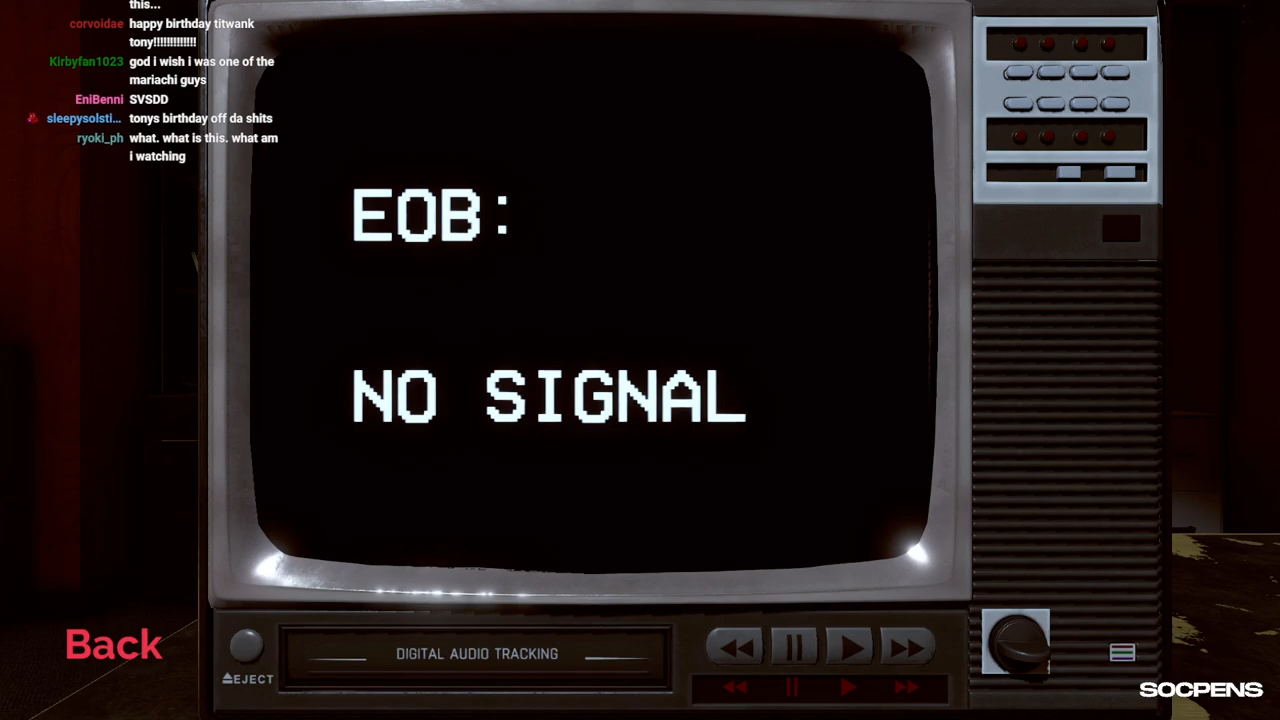 this...
corvoidae happy birthday titwank
tony!!!!!!!!!!!!!
Kirbyfan1023 god i wish i was one of the
mariachi guys
EniBenni SVSDD
sleepysolsti... tonys birthday off da shits
ryoki_ph what. what is this. what am
i watching
EOB:
NO SIGNAL
Back
DIGITAL AUDIO TRACKING
EJECT
SOCPENS